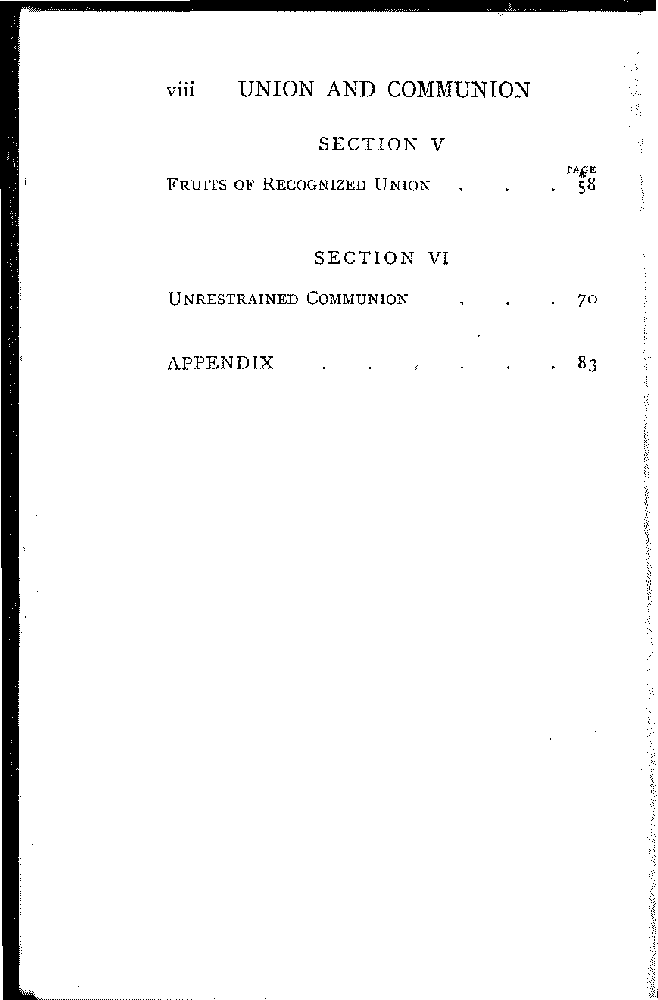 viii UNION AND COMMUNION
SECTION V
PAGE
FRUITS OF RECOGNIZED UNION . . . 58
SECTION VI
UNRESTRAINED COMMUNION . . . 70
APPENDIX . . . . . . 83